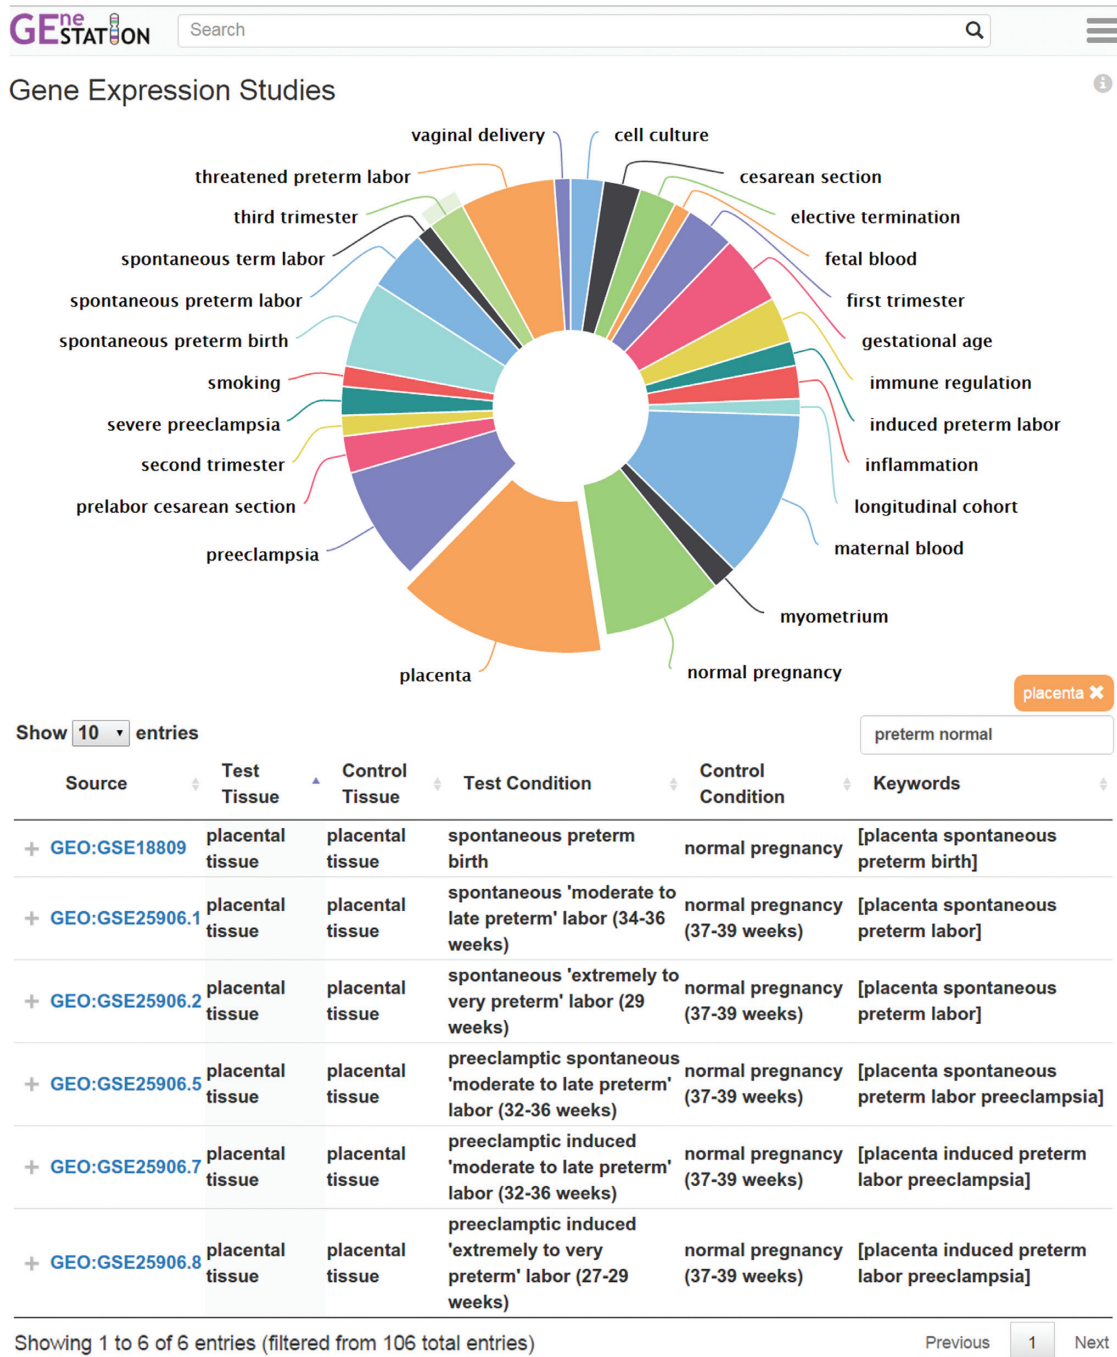 GEneSTATION
Search
Gene Expression Studies
vaginal delivery
cell culture
threatened preterm labor
cesarean section
third trimester
elective termination
spontaneous term labor
fetal blood
spontaneous preterm labor
first trimester
spontaneous preterm birth
gestational age
smoking
immune regulation
severe preeclampsia
induced preterm labor
second trimester
inflammation
prelabor cesarean section
longitudinal cohort
preeclampsia
maternal blood
myometrium
placenta
normal pregnancy
placenta ✖
Show 10 entries
preterm normal
Source Test Tissue Control Tissue Test Condition Control Condition Keywords
GEO:GSE18809 placental tissue placental tissue spontaneous preterm birth normal pregnancy [placenta spontaneous preterm birth]
GEO:GSE25906.1 placental tissue placental tissue spontaneous 'moderate to late preterm' labor (34-36 weeks) normal pregnancy (37-39 weeks) [placenta spontaneous preterm labor]
GEO:GSE25906.2 placental tissue placental tissue spontaneous 'extremely to very preterm' labor (29 weeks) normal pregnancy (37-39 weeks) [placenta spontaneous preterm labor]
GEO:GSE25906.5 placental tissue placental tissue preeclamptic spontaneous 'moderate to late preterm' labor (32-36 weeks) normal pregnancy (37-39 weeks) [placenta spontaneous preterm labor preeclampsia]
GEO:GSE25906.7 placental tissue placental tissue preeclamptic induced 'moderate to late preterm' labor (32-36 weeks) normal pregnancy (37-39 weeks) [placenta induced preterm labor preeclampsia]
GEO:GSE25906.8 placental tissue placental tissue preeclamptic induced 'extremely to very preterm' labor (27-29 weeks) normal pregnancy (37-39 weeks) [placenta induced preterm labor preeclampsia]
Showing 1 to 6 of 6 entries (filtered from 106 total entries)
Previous 1 Next